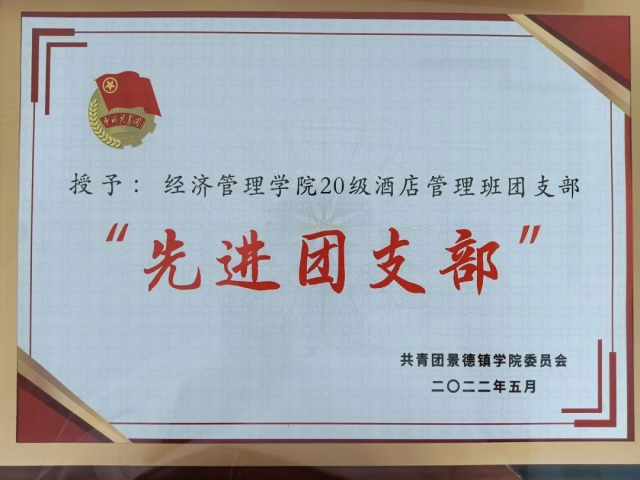 中国共青团
授予：经济管理学院20级酒店管理班团支部
“先进团支部”
共青团景德镇学院委员会
二〇二二年五月